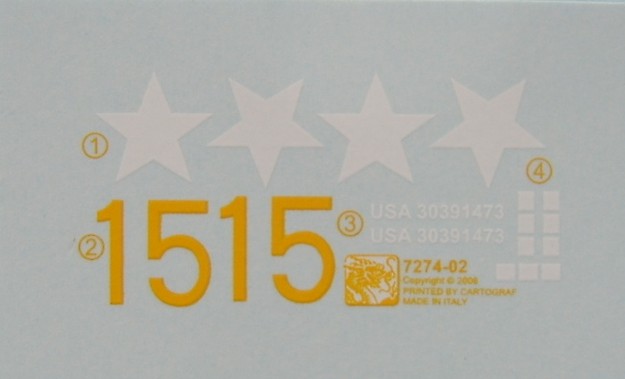 1
4
2
1515
3
USA 30391473
USA 30391473
7274-02
Copyright © 2006
PRINTED BY CARTOGRAF
MADE IN ITALY